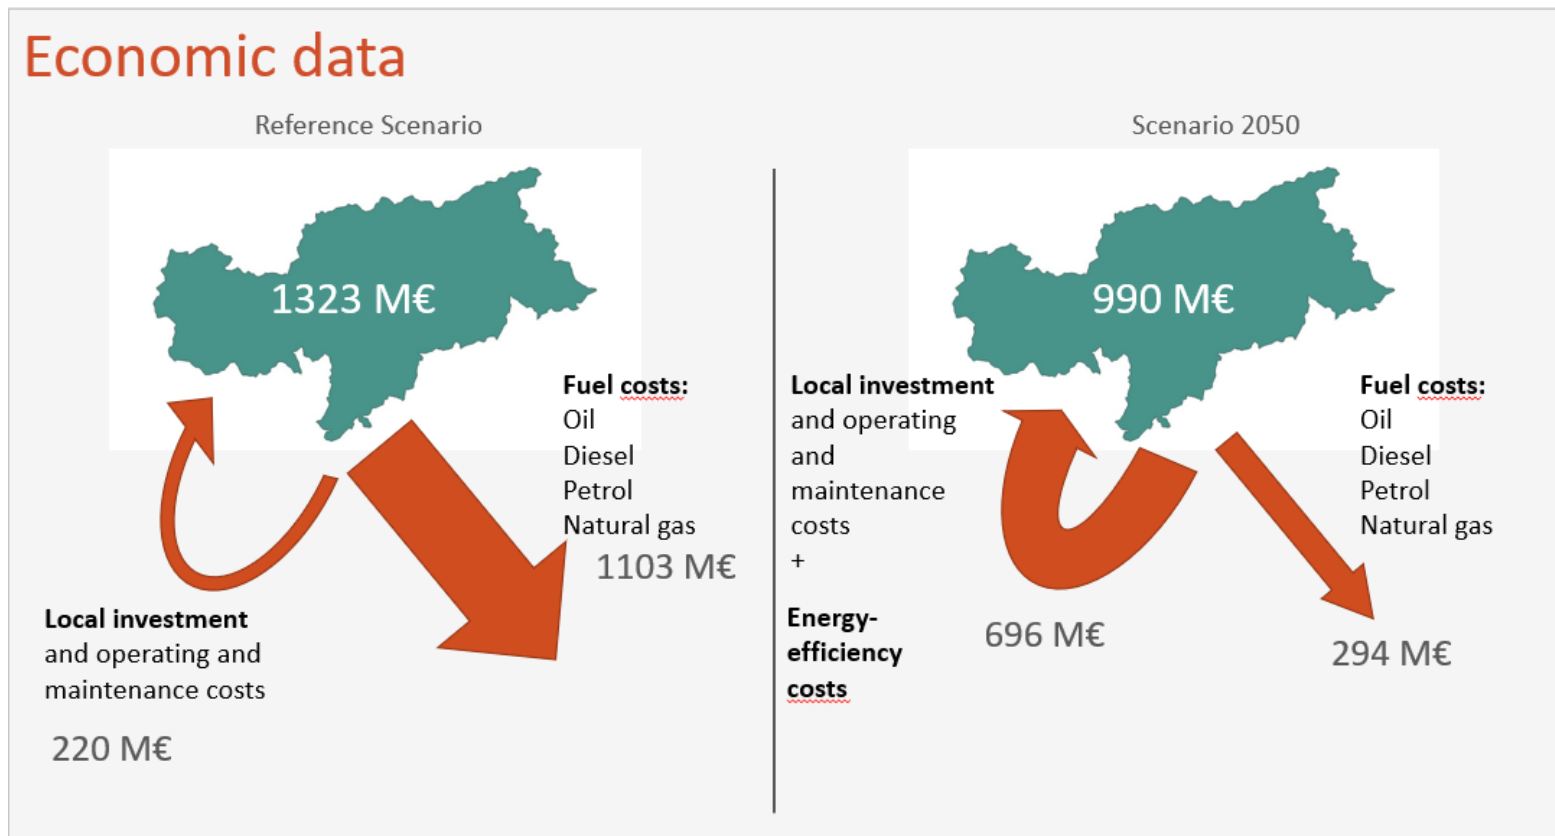 Economic data
Reference Scenario
1323 M€
Fuel costs:
Oil
Diesel
Petrol
Natural gas
1103 M€
Local investment
and operating and
maintenance costs
220 M€
Scenario 2050
990 M€
Local investment
and operating
and
maintenance
costs
+
Energy-
efficiency
costs
696 M€
Fuel costs:
Oil
Diesel
Petrol
Natural gas
294 M€